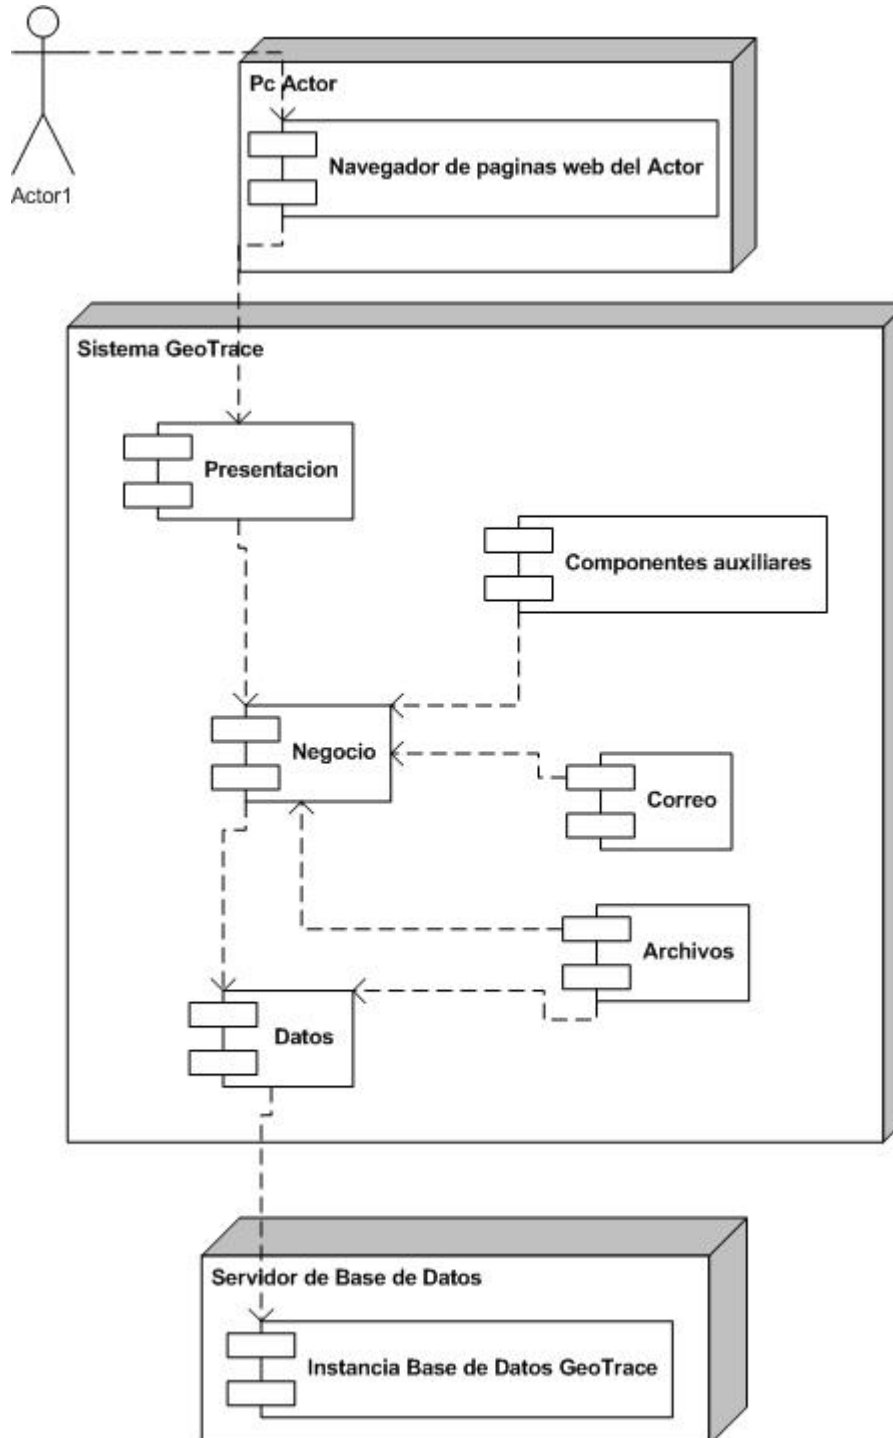 Pc Actor
Navegador de paginas web del Actor
Actor1
Sistema GeoTrace
Presentacion
Componentes auxiliares
Negocio
Correo
Archivos
Datos
Servidor de Base de Datos
Instancia Base de Datos GeoTrace